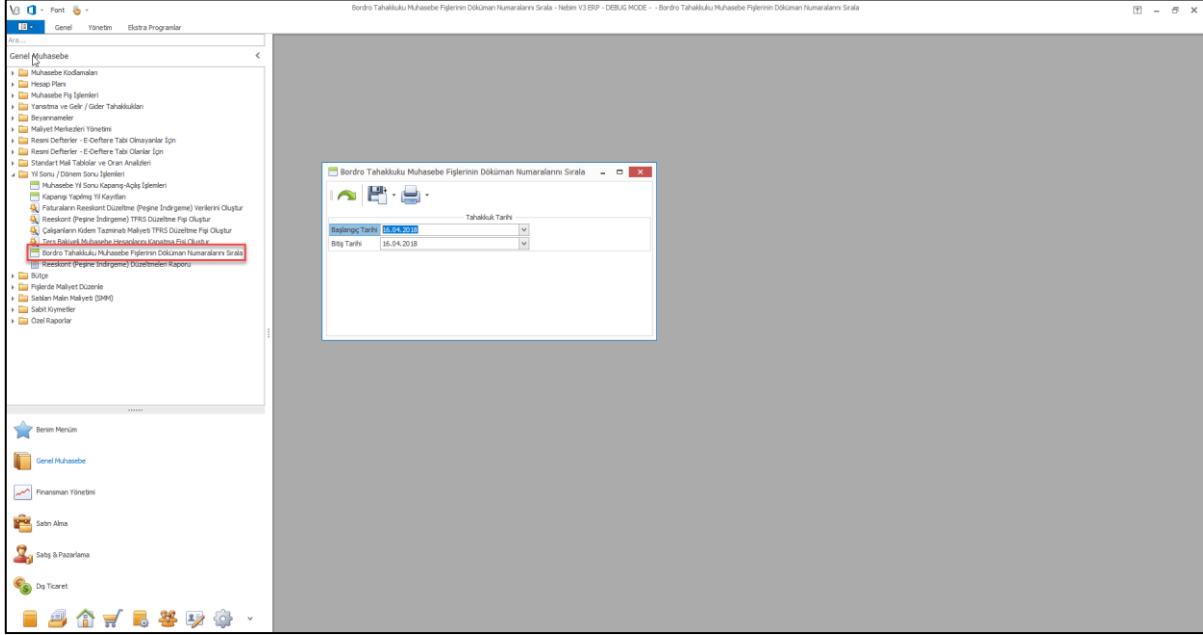 Font
Bordro Tahakkuku Muhasebe Fişlerinin Döküman Numaralarını Sırala - Nebim V3 ERP - DEBUG MODE - - Bordro Tahakkuku Muhasebe Fişlerinin Döküman Numaralarını Sırala
Genel Yönetim Ekstra Programlar
Ara...
Genel Muhasebe
Muhasebe Kodlamaları
Hesap Planı
Muhasebe Fiş İşlemleri
Yansıtma ve Gelir / Gider Tahakkukları
Beyannameler
Maliyet Merkezleri Yönetimi
Resmi Defterler - E-Deftere Tabi Olmayanlar İçin
Resmi Defterler - E-Deftere Tabi Olanlar İçin
Standart Mali Tablolar ve Oran Analizleri
Yıl Sonu / Dönem Sonu İşlemleri
Muhasebe Yıl Sonu Kapanış-Açılış İşlemleri
Kapanışı Yapılmış Yıl Kayıtları
Faturaların Reeskont Düzeltme (Peşine İndirgeme) Verilerini Oluştur
Reeskont (Peşine İndirgeme) TFRS Düzeltme Fişi Oluştur
Çalışanların Kıdem Tazminatı Maliyeti TFRS Düzeltme Fişi Oluştur
Ters Bakiyeli Muhasebe Hesaplarını Kapatma Fişi Oluştur
Bordro Tahakkuku Muhasebe Fişlerinin Döküman Numaralarını Sırala
Reeskont (Peşine İndirgeme) Düzeltmeleri Raporu
Bütçe
Fişlerde Maliyet Düzenle
Satılan Malın Maliyeti (SMM)
Sabit Kıymetler
Özel Raporlar
Bordro Tahakkuku Muhasebe Fişlerinin Döküman Numaralarını Sırala
Tahakkuk Tarihi
Başlangıç Tarihi 16.04.2018
Bitiş Tarihi 16.04.2018
Benim Menüm
Genel Muhasebe
Finansman Yönetimi
Satın Alma
Satış & Pazarlama
Dış Ticaret